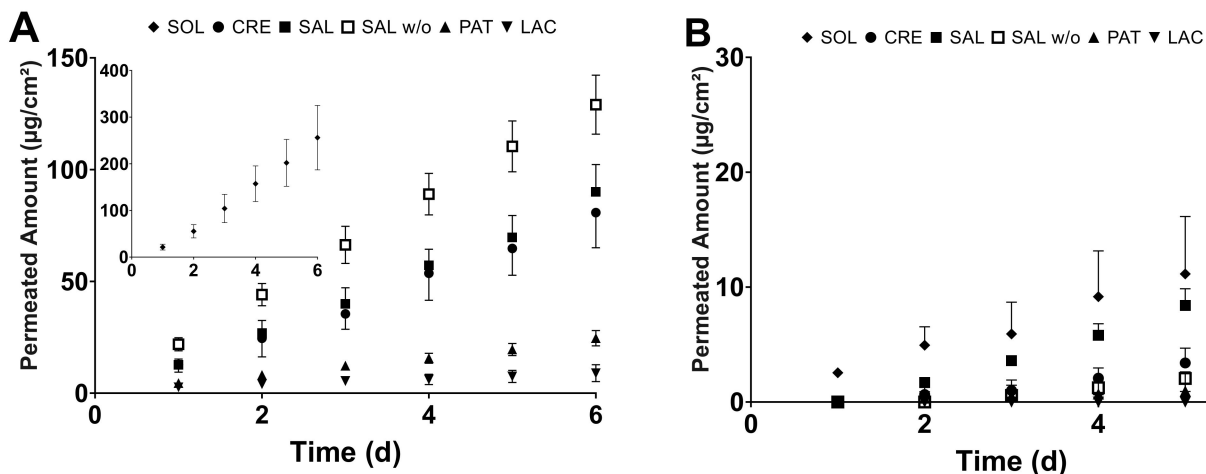 A
◆ SOL ● CRE ■ SAL □ SAL w/o ▲ PAT ▼ LAC
Permeated Amount (µg/cm²)
150
100
50
0
400
300
200
100
0
0 2 4 6
0 2 4 6
Time (d)
B
◆ SOL ● CRE ■ SAL □ SAL w/o ▲ PAT ▼ LAC
Permeated Amount (µg/cm²)
30
20
10
0
0 2 4
Time (d)